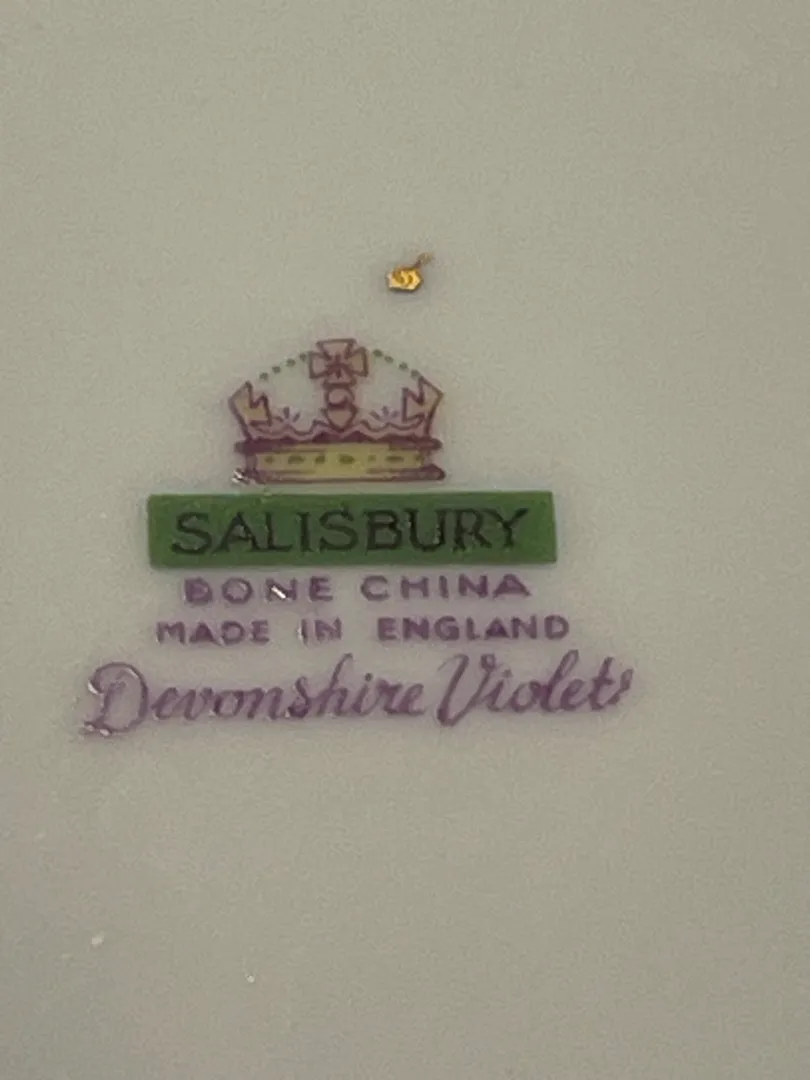 SALISBURY
BONE CHINA
MADE IN ENGLAND
Devonshire Violets